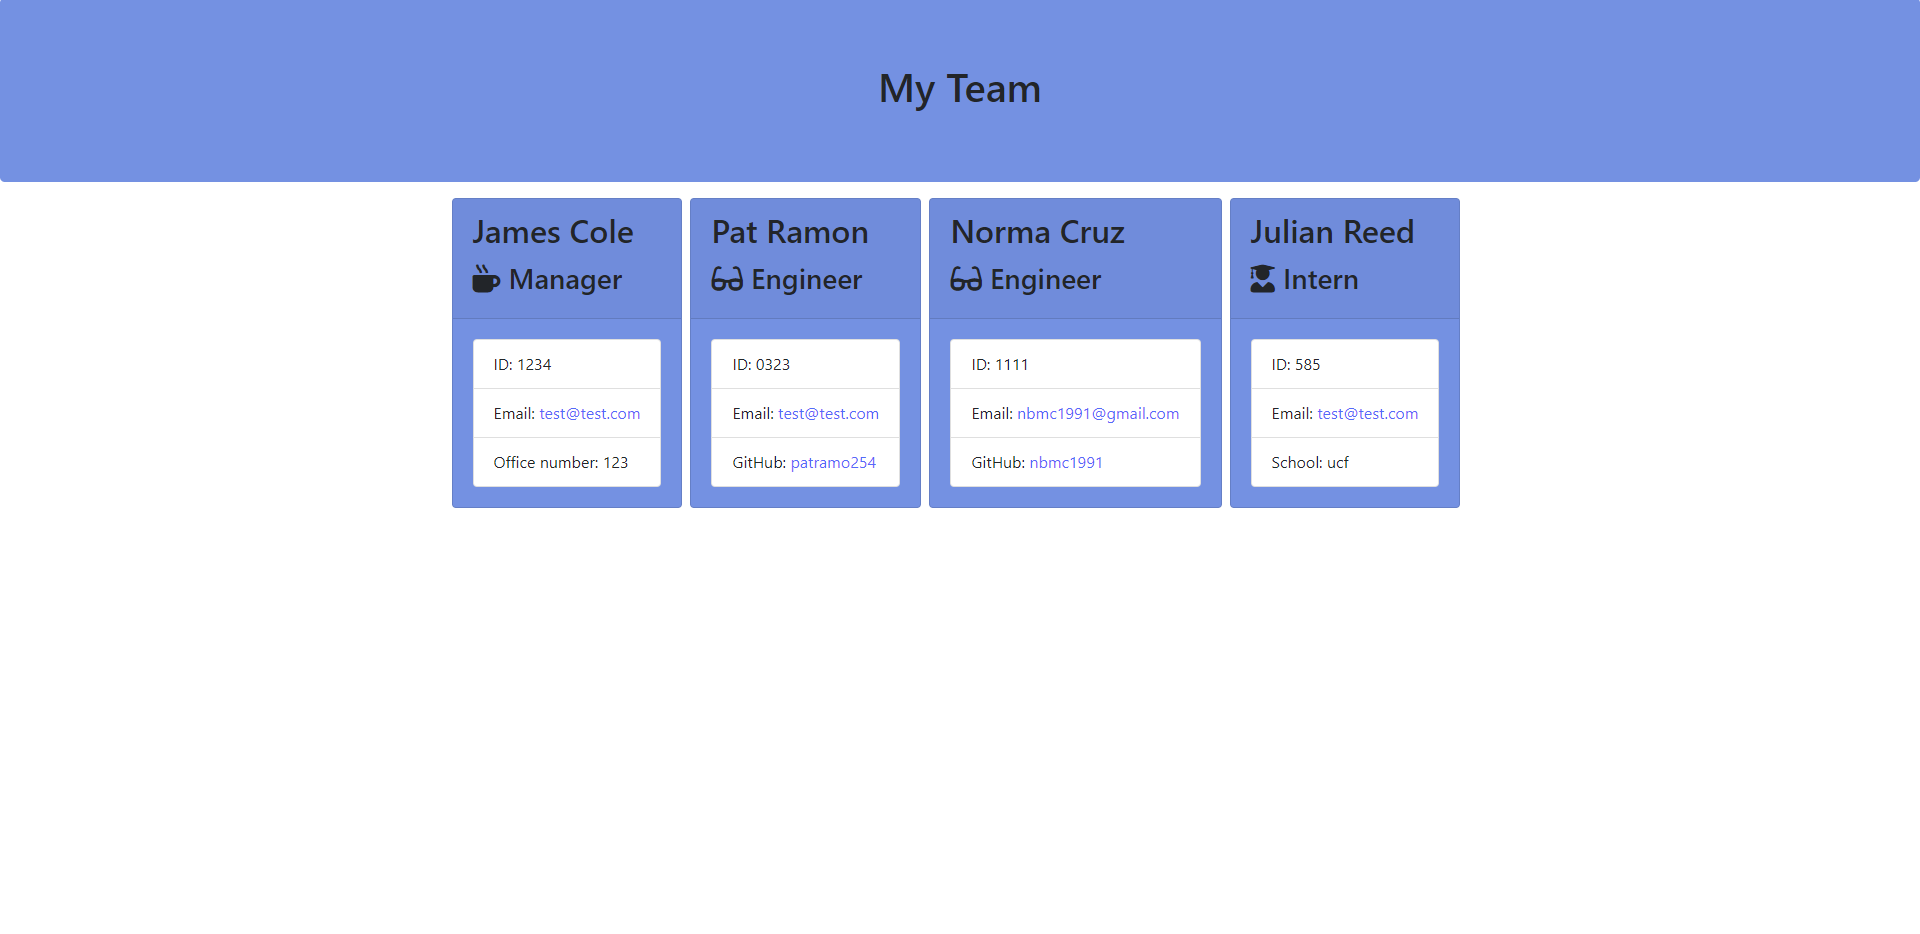 My Team
James Cole
Manager
ID: 1234
Email: test@test.com
Office number: 123
Pat Ramon
Engineer
ID: 0323
Email: test@test.com
GitHub: patramo254
Norma Cruz
Engineer
ID: 1111
Email: nbmc1991@gmail.com
GitHub: nbmc1991
Julian Reed
Intern
ID: 585
Email: test@test.com
School: ucf